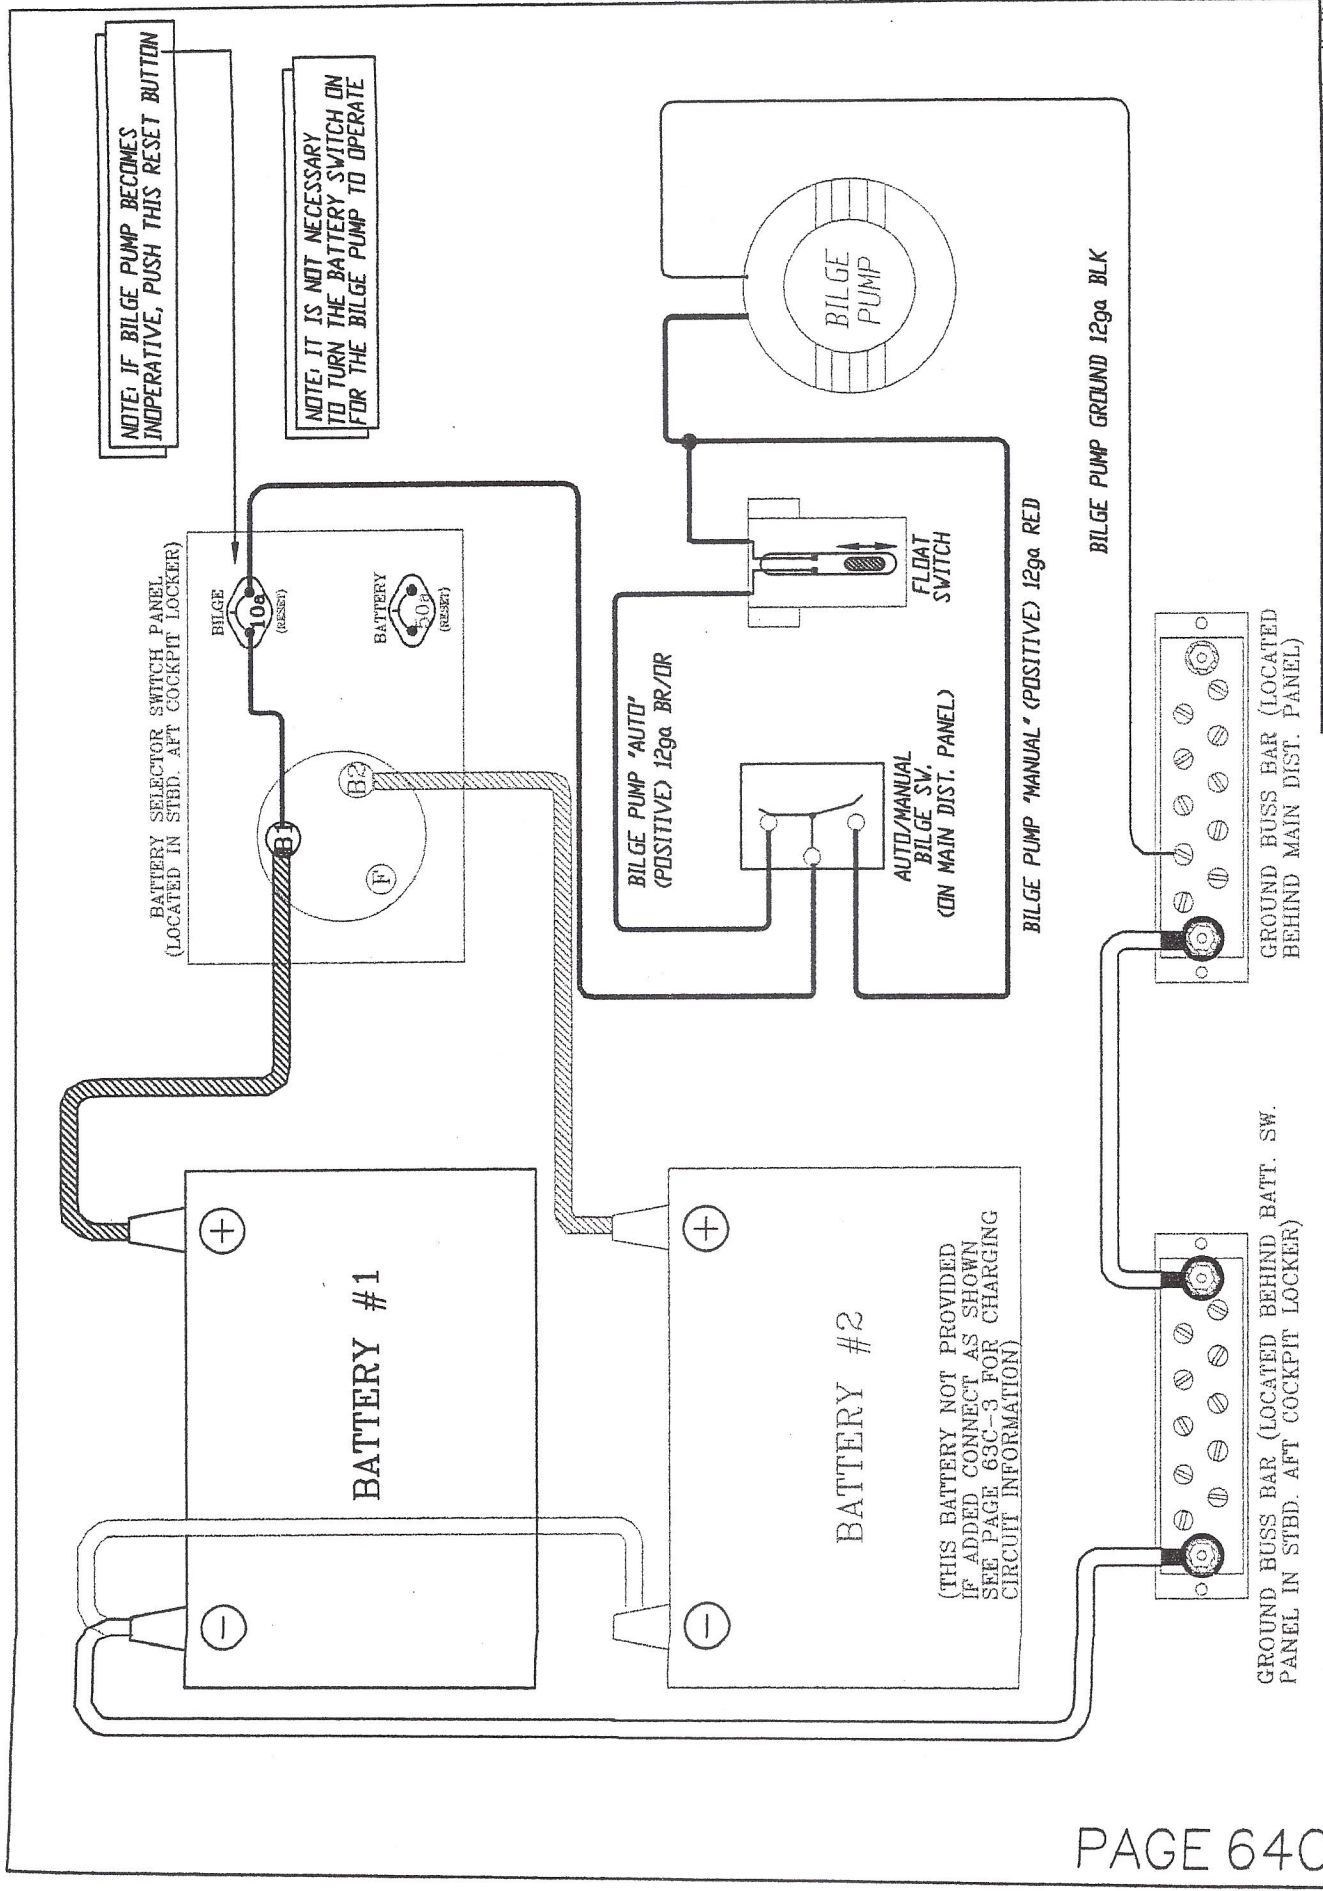 NOTE: IF BILGE PUMP BECOMES
INOPERATIVE, PUSH THIS RESET BUTTON
NOTE: IT IS NOT NECESSARY
TO TURN THE BATTERY SWITCH ON
FOR THE BILGE PUMP TO OPERATE
BATTERY SELECTOR SWITCH PANEL
(LOCATED IN STBD. AFT COCKPIT LOCKER)
BILGE
10a
(RESET)
BATTERY
50a
(RESET)
B1
B2
F
BATTERY #1
+
-
BATTERY #2
+
-
(THIS BATTERY NOT PROVIDED
IF ADDED CONNECT AS SHOWN
SEE PAGE 63C-3 FOR CHARGING
CIRCUIT INFORMATION)
BILGE PUMP "AUTO"
(POSITIVE) 12ga BR/OR
BILGE
PUMP
FLOAT
SWITCH
AUTO/MANUAL
BILGE SW.
(ON MAIN DIST. PANEL)
BILGE PUMP "MANUAL" (POSITIVE) 12ga RED
BILGE PUMP GROUND 12ga BLK
GROUND BUSS BAR (LOCATED
BEHIND MAIN DIST. PANEL)
GROUND BUSS BAR (LOCATED BEHIND BATT. SW.
PANEL IN STBD. AFT COCKPIT LOCKER)
PAGE 64C